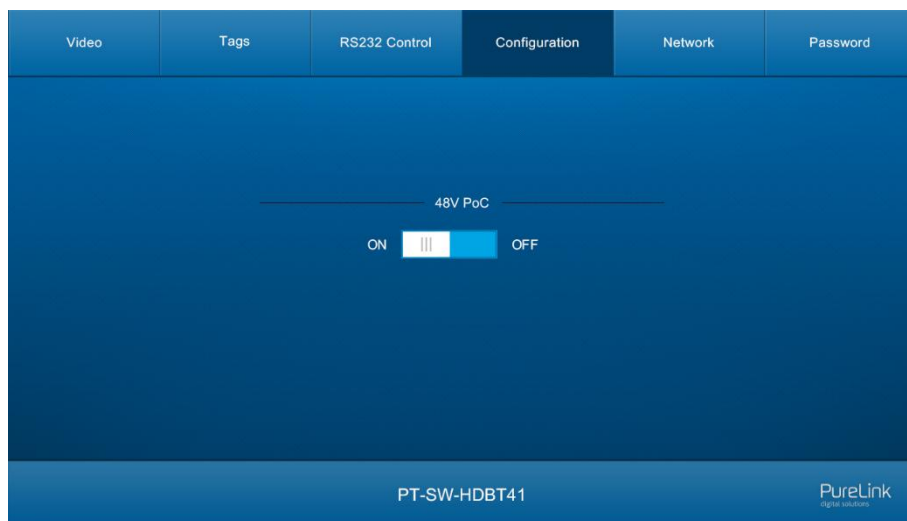 Video Tags RS232 Control Configuration Network Password
48V PoC
ON OFF
PT-SW-HDBT41
PureLink
digital solutions